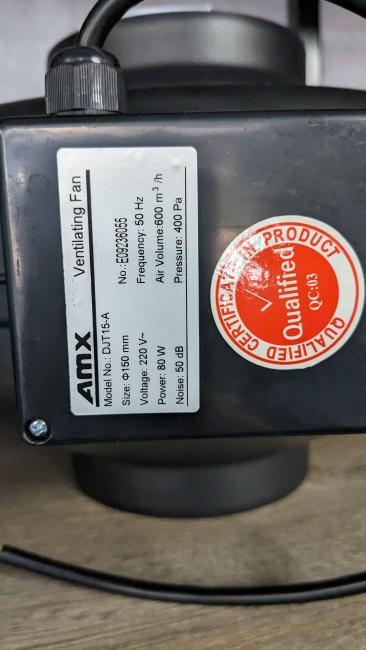 AMX Ventilating Fan
Model No.: DJT15-A No.:E09236055
Size: Φ150 mm Frequency: 50 Hz
Voltage: 220 V~ Air Volume:600 m³/h
Power: 80 W Pressure: 400 Pa
Noise: 50 dB
QUALIFIED CERTIFICATE IN PRODUCT
Qualified
QC:03